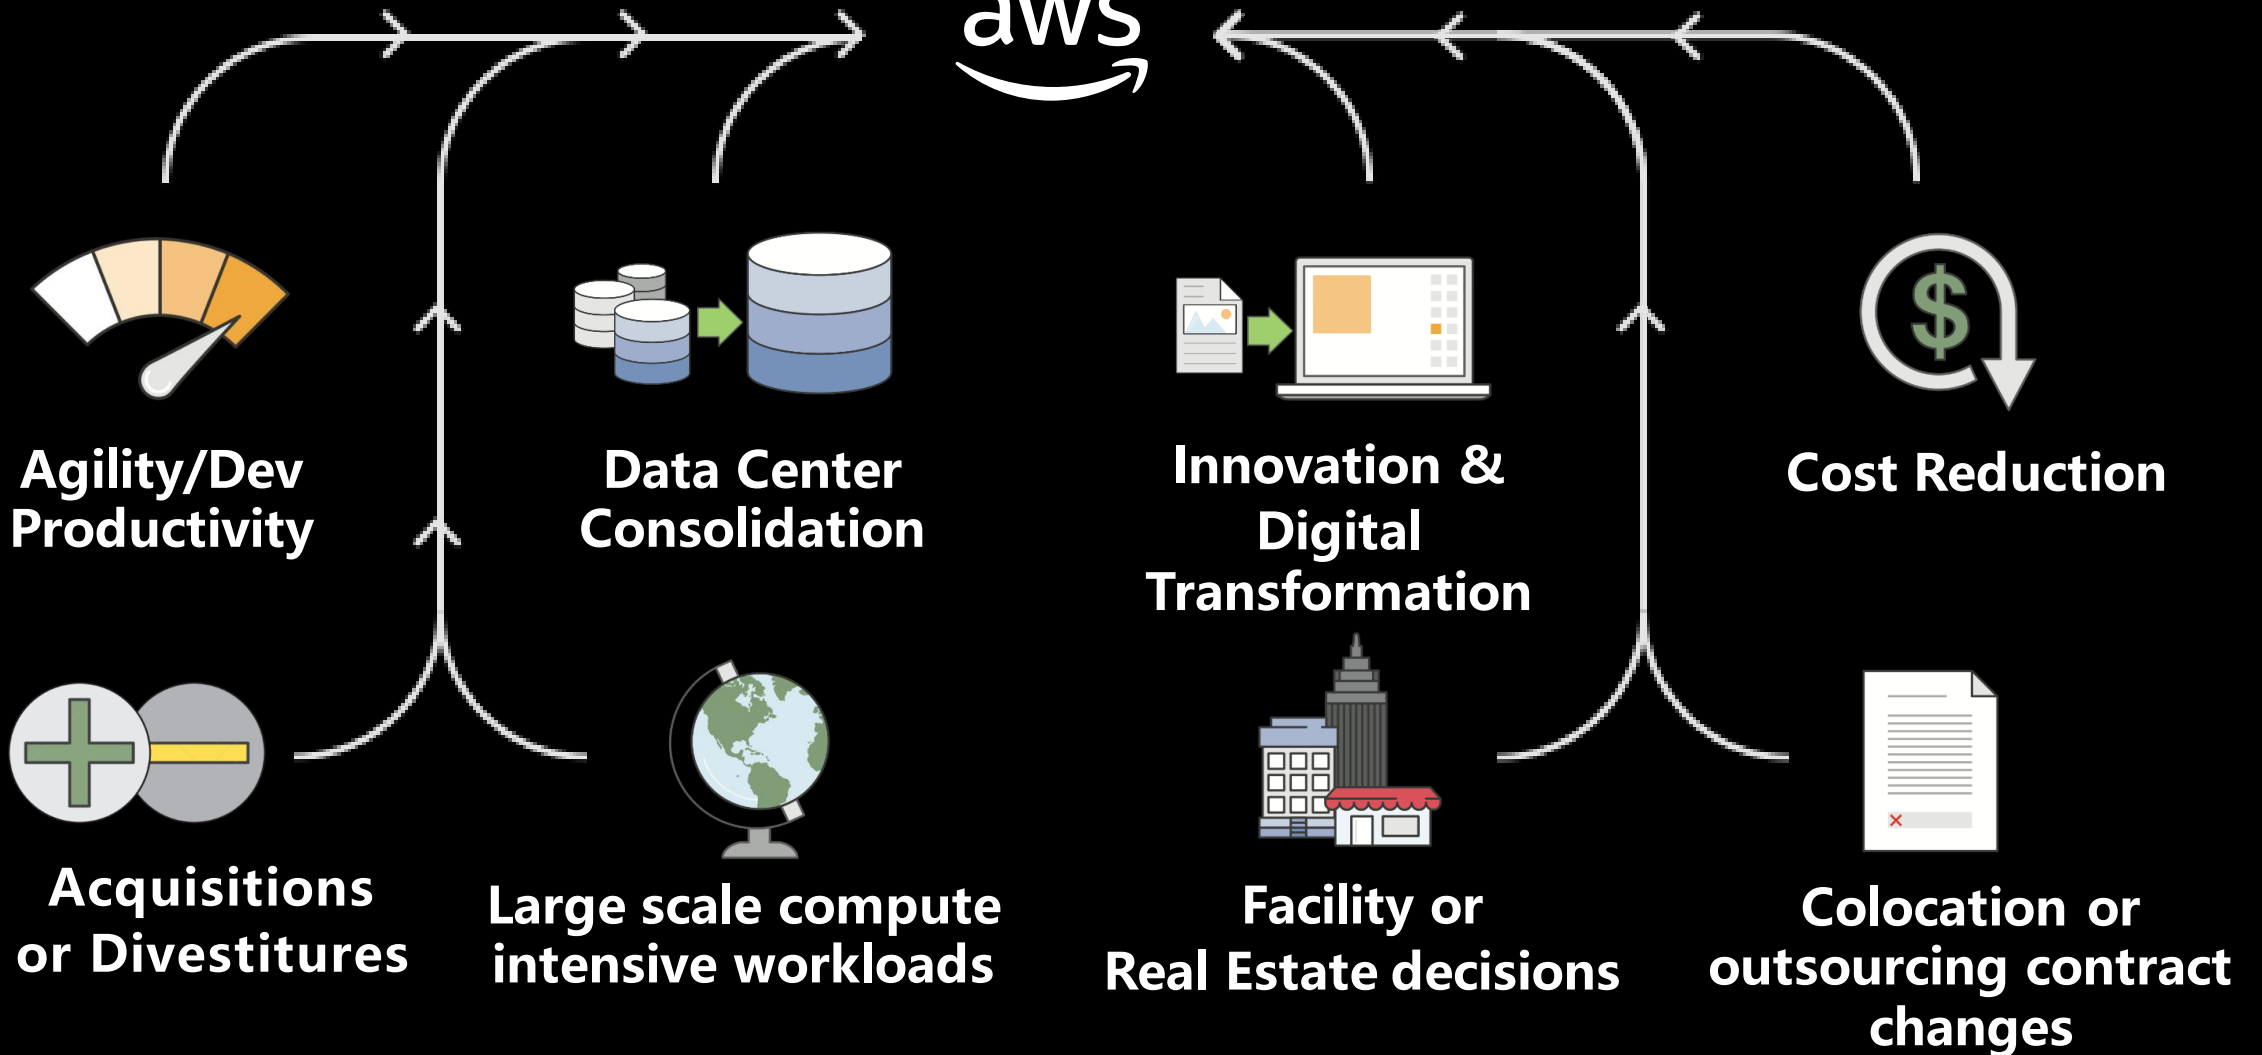 aws
Agility/Dev
Productivity
Data Center
Consolidation
Innovation &
Digital
Transformation
$
Cost Reduction
Acquisitions
or Divestitures
Large scale compute
intensive workloads
Facility or
Real Estate decisions
Colocation or
outsourcing contract
changes